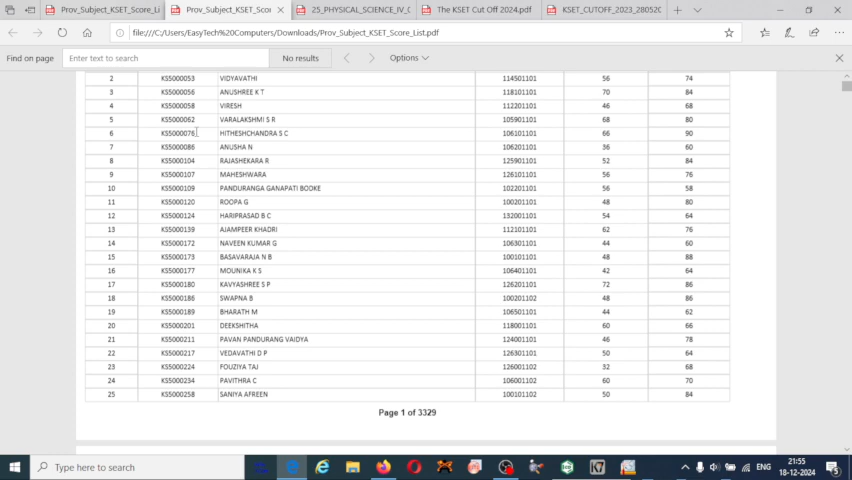 Prov_Subject_KSET_Score_Li
Prov_Subject_KSET_Scor
25_PHYSICAL_SCIENCE_IV_C
The KSET Cut Off 2024.pdf
KSET_CUTOFF_2023_28052C
file:///C:/Users/EasyTech%20Computers/Downloads/Prov_Subject_KSET_Score_List.pdf
Find on page Enter text to search No results Options
2 KS5000053 VIDYAVATHI 114501101 56 74
3 KS5000056 ANUSHREE K T 118101101 70 84
4 KS5000058 VIRESH 112201101 46 68
5 KS5000062 VARALAKSHMI S R 105901101 68 80
6 KS5000076 HITHESHCHANDRA S C 106101101 66 90
7 KS5000086 ANUSHA N 106201101 36 60
8 KS5000104 RAJASHEKARA R 125901101 52 84
9 KS5000107 MAHESHWARA 126101101 56 76
10 KS5000109 PANDURANGA GANAPATI BODKE 102201101 56 58
11 KS5000120 ROOPA G 100201101 48 80
12 KS5000124 HARIPRASAD B C 132001101 54 64
13 KS5000139 AJAMPEER KHADRI 112101101 62 76
14 KS5000172 NAVEEN KUMAR G 106301101 44 60
15 KS5000173 BASAVARAJA N B 100101101 48 88
16 KS5000177 MOUNIKA K S 106401101 42 64
17 KS5000180 KAVYASHREE S P 126201101 72 86
18 KS5000186 SWAPNA B 100201102 48 86
19 KS5000189 BHARATH M 106501101 44 62
20 KS5000201 DEEKSHITHA 118001101 60 66
21 KS5000211 PAVAN PANDURANG VAIDYA 124001101 46 78
22 KS5000217 VEDAVATHI D P 126301101 50 64
23 KS5000224 FOUZIYA TAJ 126001102 32 68
24 KS5000234 PAVITHRA C 106001102 60 70
25 KS5000258 SANIYA AFREEN 100101102 50 84
Page 1 of 3329
Type here to search
ENG
21:55
18-12-2024